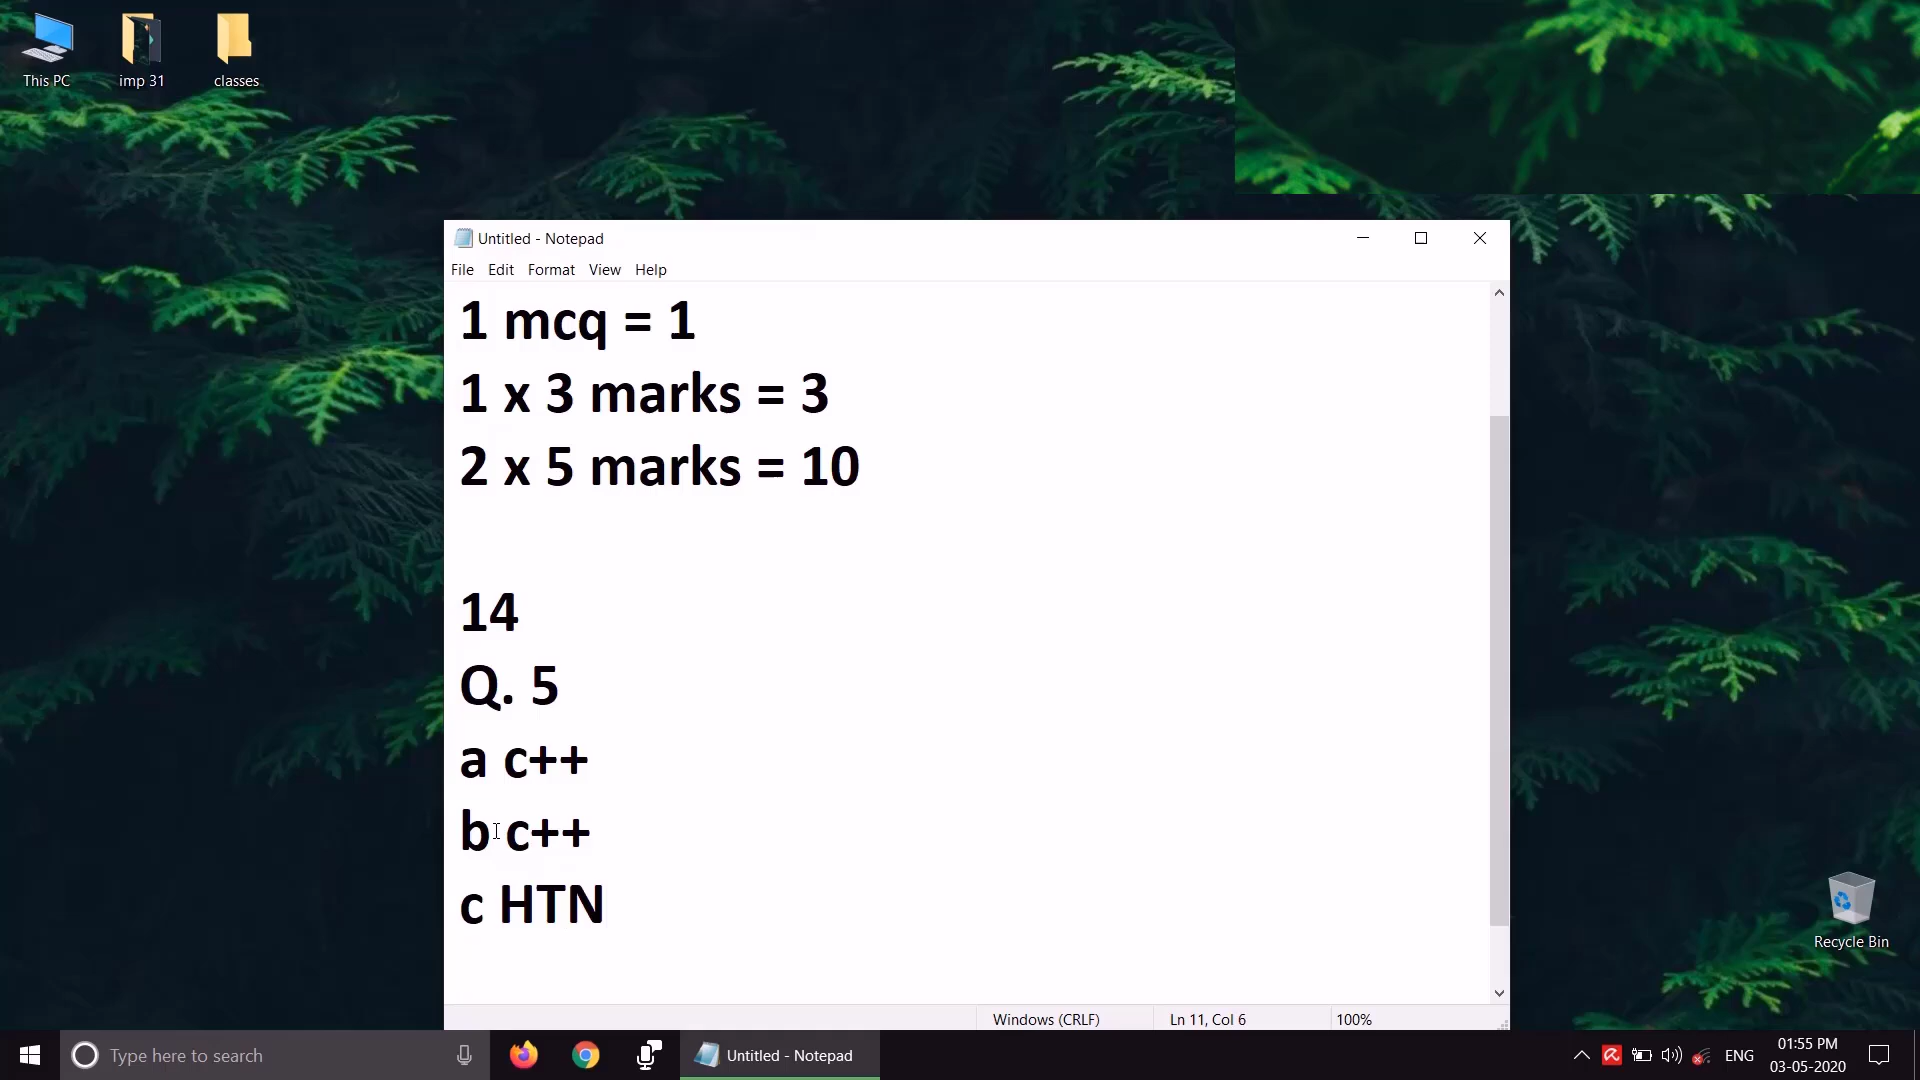 This PC
imp 31
classes
Untitled - Notepad
File Edit Format View Help
1 mcq = 1
1 x 3 marks = 3
2 x 5 marks = 10
14
Q. 5
a c++
b c++
c HTN
Windows (CRLF) Ln 11, Col 6 100%
Recycle Bin
Type here to search
Untitled - Notepad
ENG
01:55 PM
03-05-2020